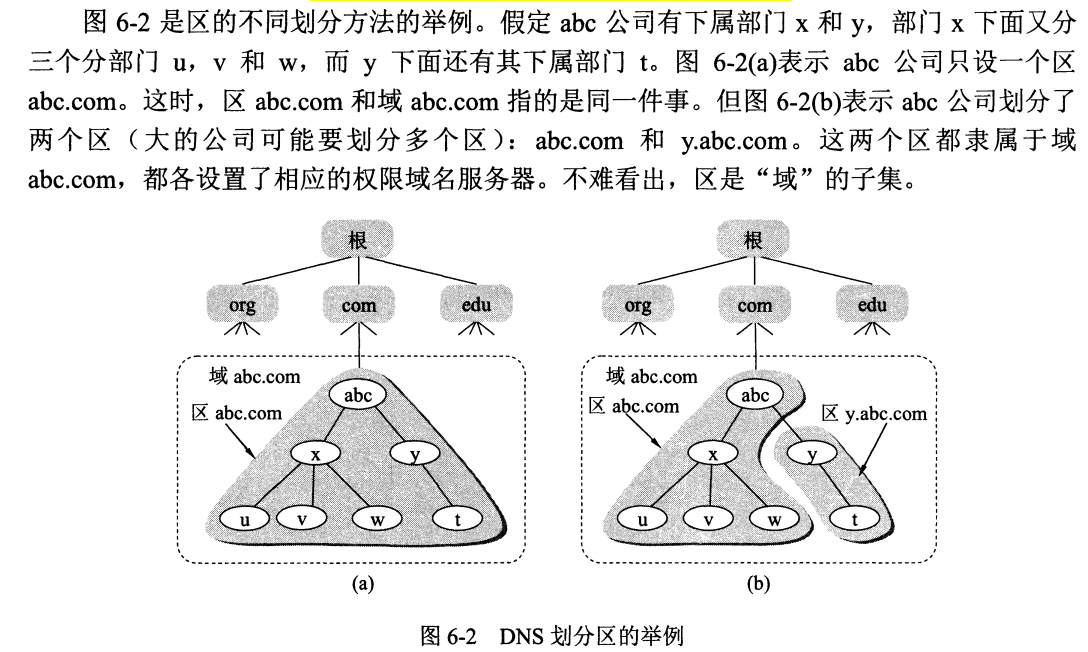 图 6-2 是区的不同划分方法的举例。假定 abc 公司有下属部门 x 和 y，部门 x 下面又分
三个分部门 u，v 和 w，而 y 下面还有其下属部门 t。图 6-2(a)表示 abc 公司只设一个区
abc.com。这时，区 abc.com 和域 abc.com 指的是同一件事。但图 6-2(b)表示 abc 公司划分了
两个区（大的公司可能要划分多个区）：abc.com 和 y.abc.com。这两个区都隶属于域
abc.com，都各设置了相应的权限域名服务器。不难看出，区是“域”的子集。
根
org
com
edu
域 abc.com
区 abc.com
abc
x
y
u
v
w
t
(a)
根
org
com
edu
域 abc.com
区 abc.com
区 y.abc.com
abc
x
y
u
v
w
t
(b)
图 6-2 DNS 划分区的举例